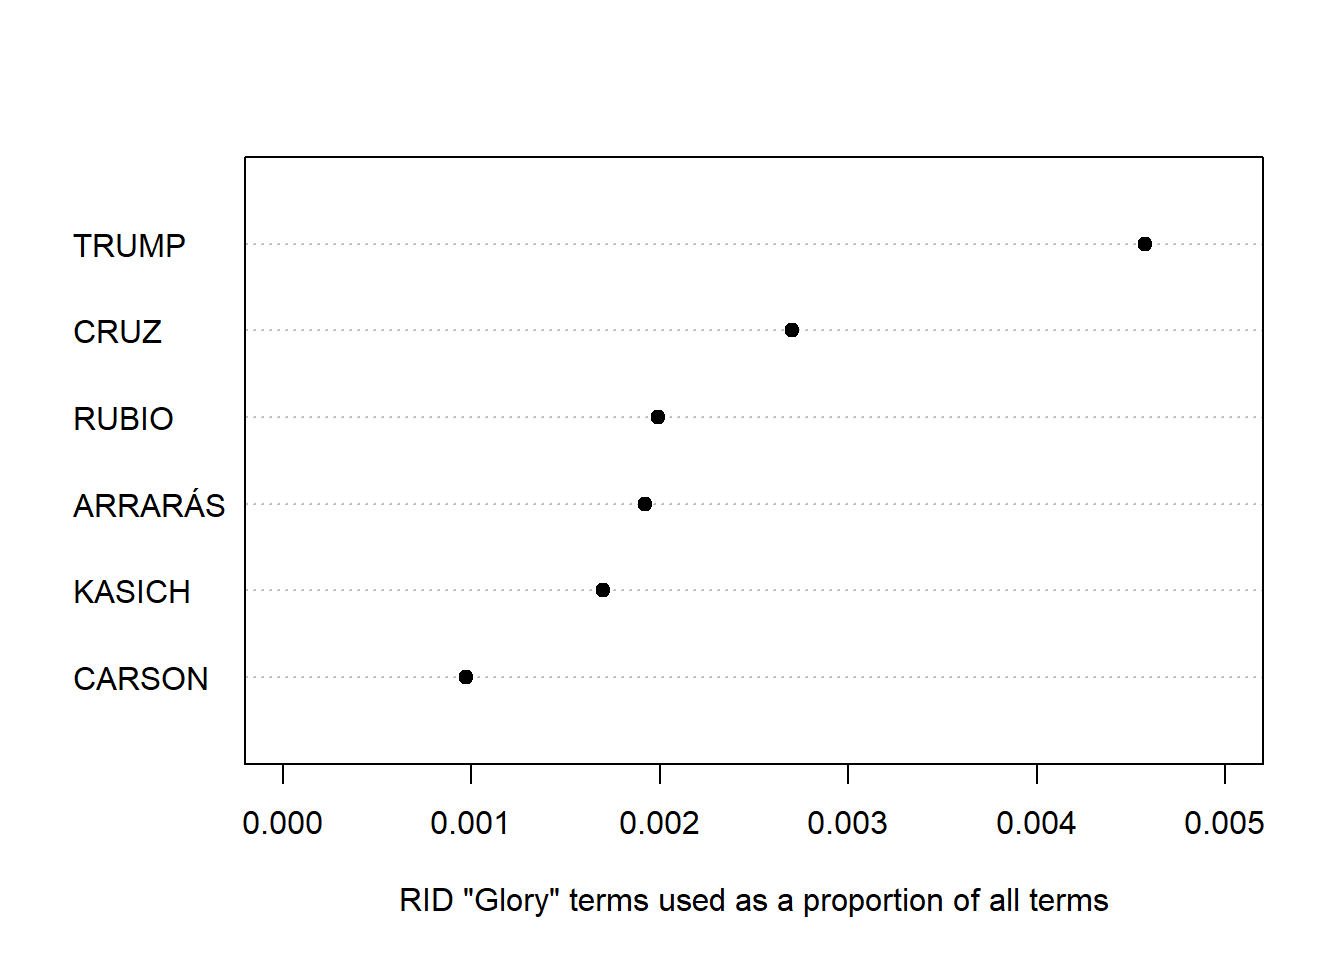 TRUMP
CRUZ
RUBIO
ARRARÁS
KASICH
CARSON
0.000 0.001 0.002 0.003 0.004 0.005
RID "Glory" terms used as a proportion of all terms